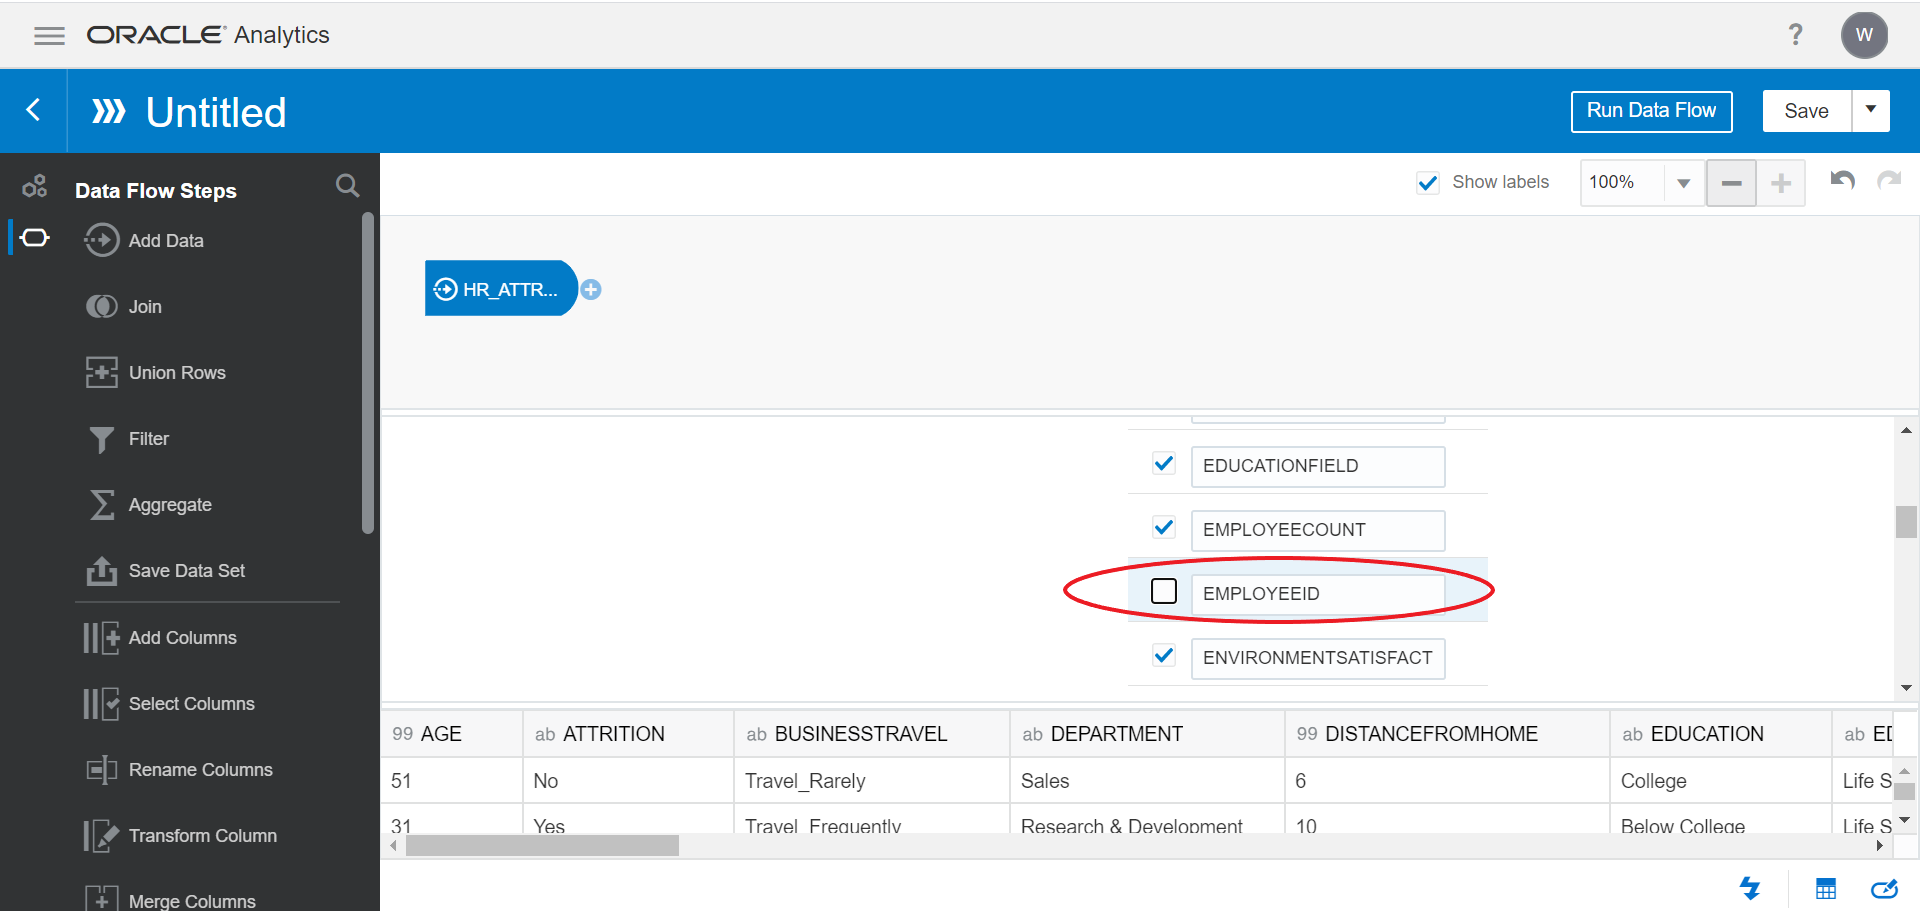 ORACLE Analytics
?
W
Untitled
Run Data Flow
Save
Data Flow Steps
Show labels
100%
Add Data
Join
Union Rows
Filter
Aggregate
Save Data Set
Add Columns
Select Columns
Rename Columns
Transform Column
Merge Columns
HR_ATTR...
EDUCATIONFIELD
EMPLOYEECOUNT
EMPLOYEEID
ENVIRONMENTSATISFACT
99 AGE ab ATTRITION ab BUSINESSTRAVEL ab DEPARTMENT 99 DISTANCEFROMHOME ab EDUCATION ab
51 No Travel_Rarely Sales 6 College Life S
31 Yes Travel_Frequently Research & Development 10 Below College Life S